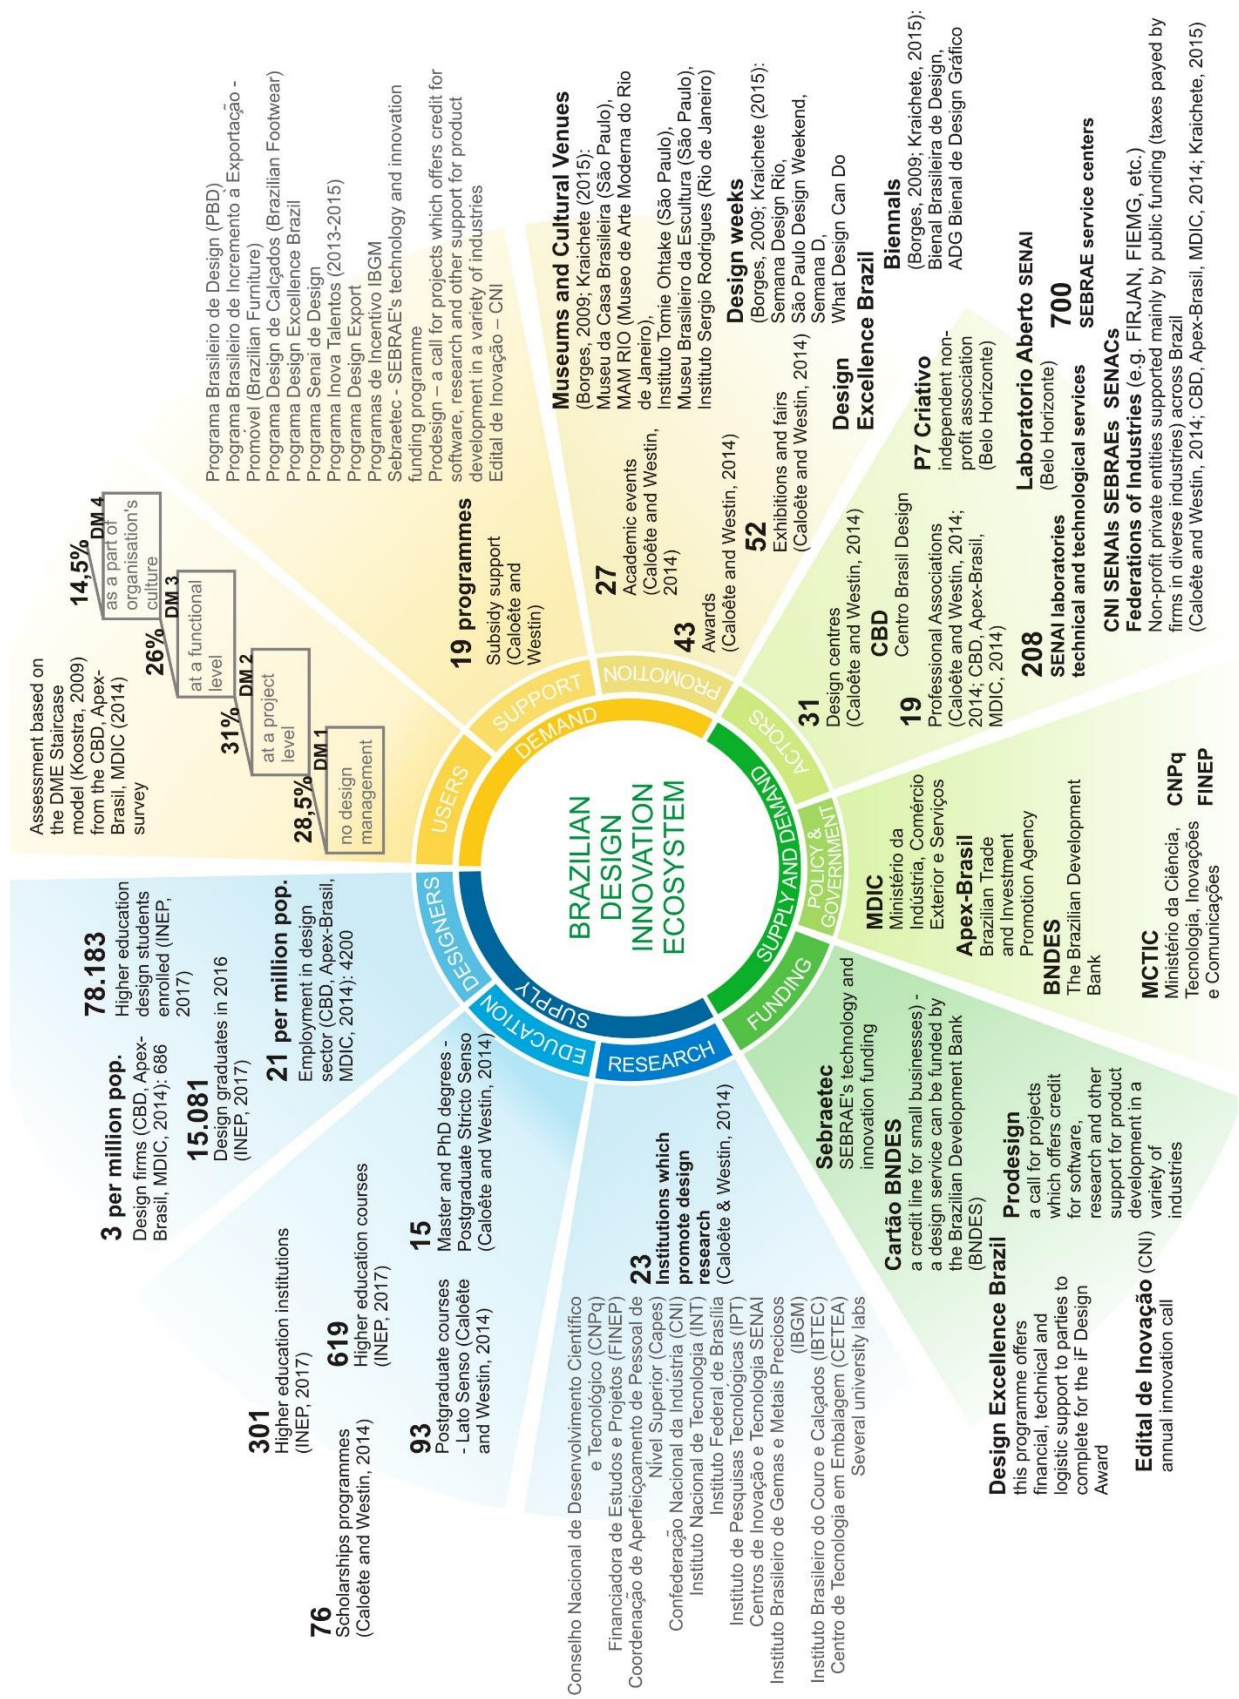 BRAZILIAN
DESIGN
INNOVATION
ECOSYSTEM
SUPPLY
DEMAND
SUPPLY AND DEMAND
DESIGNERS
EDUCATION
RESEARCH
USERS
SUPPORT
PROMOTION
ACTORS
POLICY &
GOVERNMENT
FUNDING
3 per million pop.
Design firms (CBD, Apex-
Brasil, MDIC, 2014): 686
78.183
Higher education
design students
enrolled (INEP,
2017)
15.081
Design graduates in 2016
(INEP, 2017)
21 per million pop.
Employment in design
sector (CBD, Apex-Brasil,
MDIC, 2014): 4200
76
Scholarships programmes
(Caloête and Westin, 2014)
301
Higher education institutions
(INEP, 2017)
619
Higher education courses
(INEP, 2017)
93
Postgraduate courses
- Lato Senso (Caloête
and Westin, 2014)
15
Master and PhD degrees -
Postgraduate Stricto Senso
(Caloête and Westin, 2014)
Conselho Nacional de Desenvolvimento Científico
e Tecnológico (CNPq)
Financiadora de Estudos e Projetos (FINEP)
Coordenação de Aperfeiçoamento de Pessoal de
Nível Superior (Capes)
Confederação Nacional da Indústria (CNI)
Instituto Nacional de Tecnologia (INT)
Instituto Federal de Brasília
Instituto de Pesquisas Tecnológicas (IPT)
Centros de Inovação e Tecnologia SENAI
Instituto Brasileiro de Gemas e Metais Preciosos
(IBGM)
Instituto Brasileiro do Couro e Calçados (IBTEC)
Centro de Tecnologia em Embalagem (CETEA)
Several university labs
23
Institutions which
promote design
research
(Caloête & Westin, 2014)
Assessment based on
the DME Staircase
model (Koostra, 2009)
from the CBD, Apex-
Brasil, MDIC (2014)
survey
28,5%
DM 1
no design
management
31%
DM 2
at a project
level
26%
DM 3
at a functional
level
14,5%
DM 4
as a part of
organisation's
culture
19 programmes
Subsidy support
(Caloête and
Westin)
Programa Brasileiro de Design (PBD)
Programa Brasileiro de Incremento à Exportação -
Promóvel (Brazilian Furniture)
Programa Design de Calçados (Brazilian Footwear)
Programa Design Excellence Brazil
Programa Senai de Design
Programa Inova Talentos (2013-2015)
Programa Design Export
Programas de Incentivo IBGM
Sebraetec - SEBRAE's technology and innovation
funding programme
Prodesign – a call for projects which offers credit for
software, research and other support for product
development in a variety of industries
Edital de Inovação – CNI
27
Academic events
(Caloête and Westin,
2014)
43
Awards
(Caloête and Westin, 2014)
52
Exhibitions and fairs
(Caloête and Westin, 2014)
Museums and Cultural Venues
(Borges, 2009; Kraichete (2015):
Museu da Casa Brasileira (São Paulo),
MAM RIO (Museo de Arte Moderna do Rio
de Janeiro),
Instituto Tomie Ohtake (São Paulo),
Museu Brasileiro da Escultura (São Paulo),
Instituto Sergio Rodrigues (Rio de Janeiro)
Design weeks
(Borges, 2009; Kraichete (2015):
Semana Design Rio,
Semana D,
São Paulo Design Weekend,
What Design Can Do
Design
Excellence Brazil
Biennals
(Borges, 2009; Kraichete, 2015):
Bienal Brasileira de Design,
ADG Bienal de Design Gráfico
31
Design centres
(Caloête and Westin, 2014)
CBD
Centro Brasil Design
19
Professional Associations
(Caloête and Westin, 2014;
2014; CBD, Apex-Brasil,
MDIC, 2014)
P7 Criativo
independent non-
profit association
(Belo Horizonte)
Laboratorio Aberto SENAI
(Belo Horizonte)
208
SENAI laboratories
technical and technological services
700
SEBRAE service centers
CNI SENAIs SEBRAEs SENACs
Federations of Industries (e.g. FIRJAN, FIEMG, etc.)
Non-profit private entities supported mainly by public funding (taxes payed by
firms in diverse industries) across Brazil
(Caloête and Westin, 2014; CBD, Apex-Brasil, MDIC, 2014; Kraichete, 2015)
MDIC
Ministério da
Indústria, Comércio
Exterior e Serviços
Apex-Brasil
Brazilian Trade
and Investment
Promotion Agency
BNDES
The Brazilian Development
Bank
MCTIC
Ministério da Ciência,
Tecnologia, Inovações
e Comunicações
CNPq
FINEP
Sebraetec
SEBRAE's technology and
innovation funding
Cartão BNDES
a credit line for small businesses) -
a design service can be funded by
the Brazilian Development Bank
(BNDES)
Design Excellence Brazil
this programme offers
financial, technical and
logistic support to parties to
complete for the iF Design
Award
Prodesign
a call for projects
which offers credit
for software,
research and other
support for product
development in a
variety of
industries
Edital de Inovação (CNI)
annual innovation call